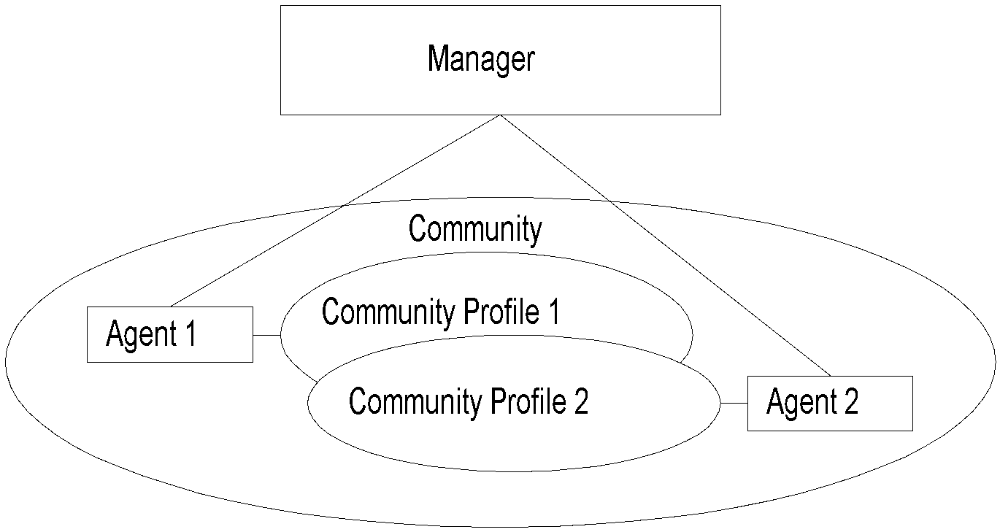 Manager
Community
Community Profile 1
Agent 1
Community Profile 2
Agent 2